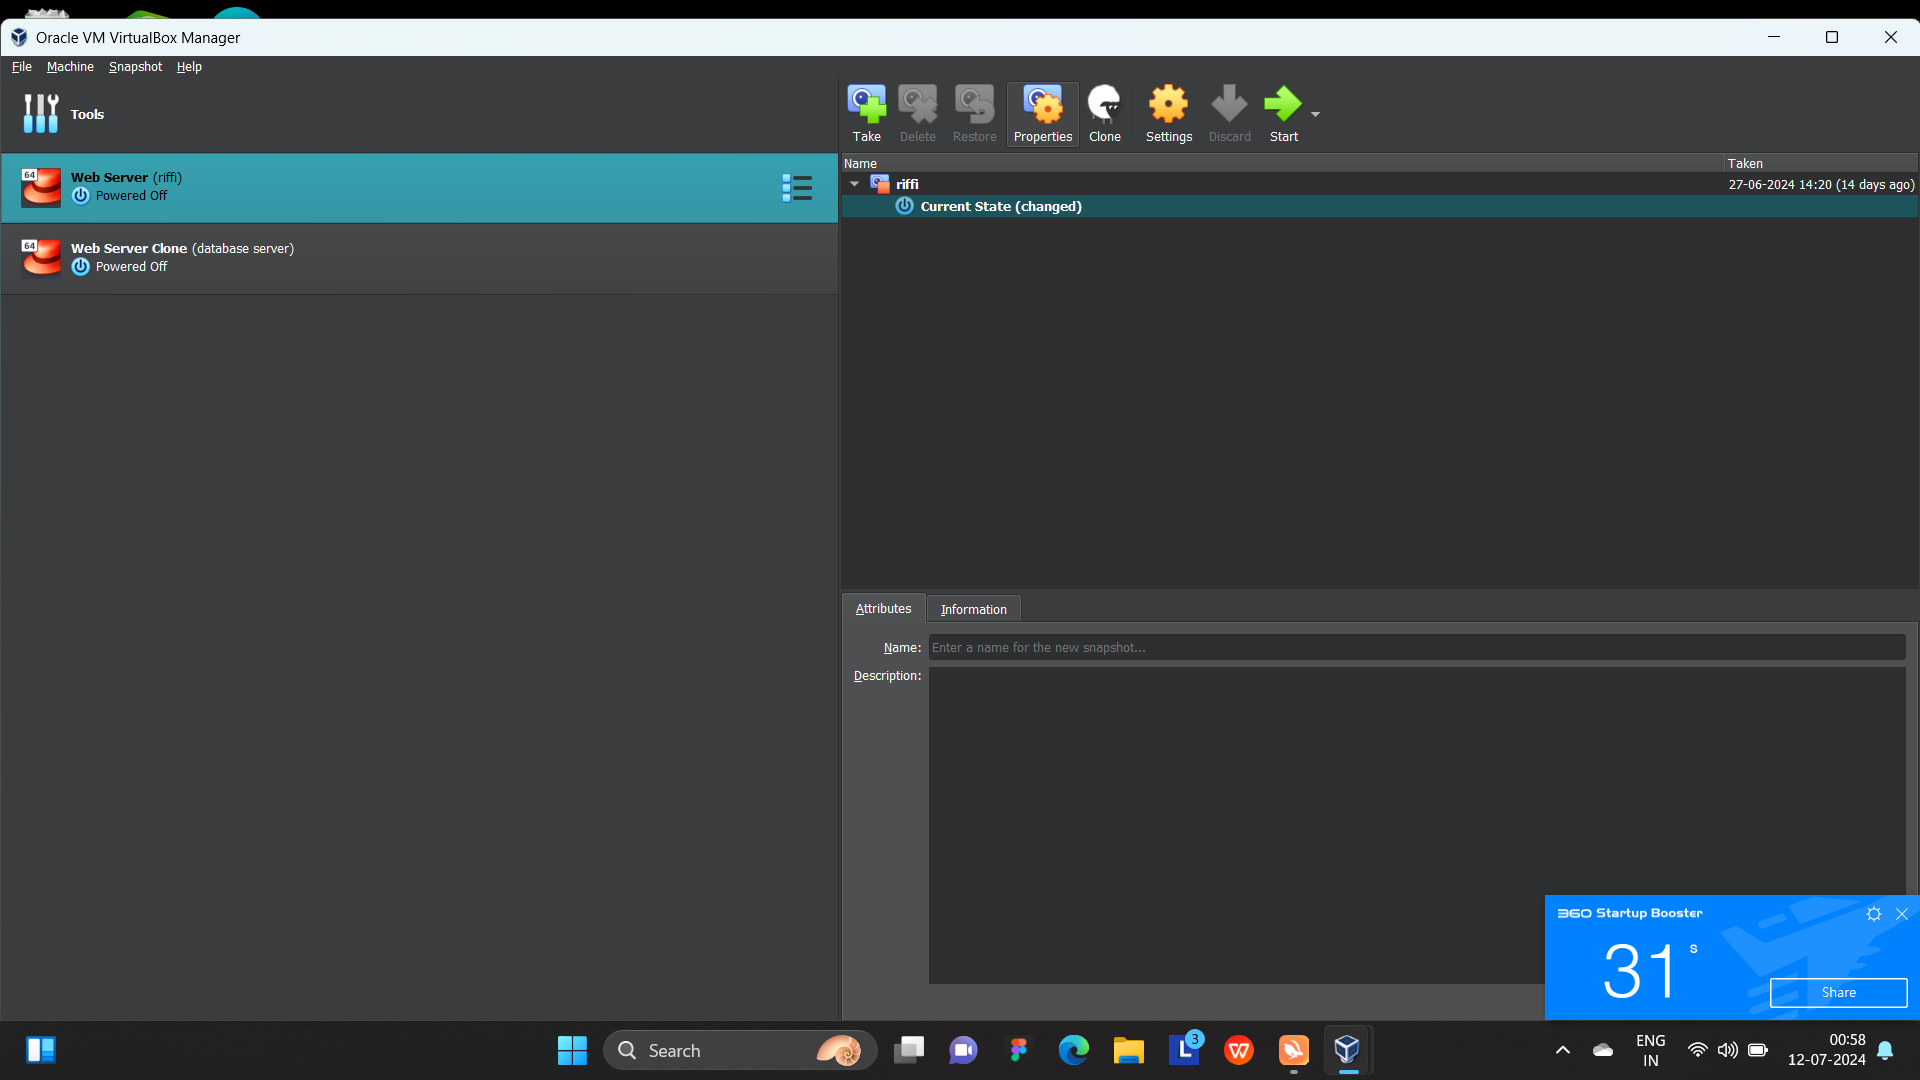 Oracle VM VirtualBox Manager
File Machine Snapshot Help
Tools
Take Delete Restore Properties Clone Settings Discard Start
64
Web Server (riffi)
Powered Off
64
Web Server Clone (database server)
Powered Off
Name Taken
riffi 27-06-2024 14:20 (14 days ago)
Current State (changed)
Attributes Information
Name: Enter a name for the new snapshot...
Description:
360 Startup Booster
31 s
Share
Search
L 3
W
ENG
IN
00:58
12-07-2024